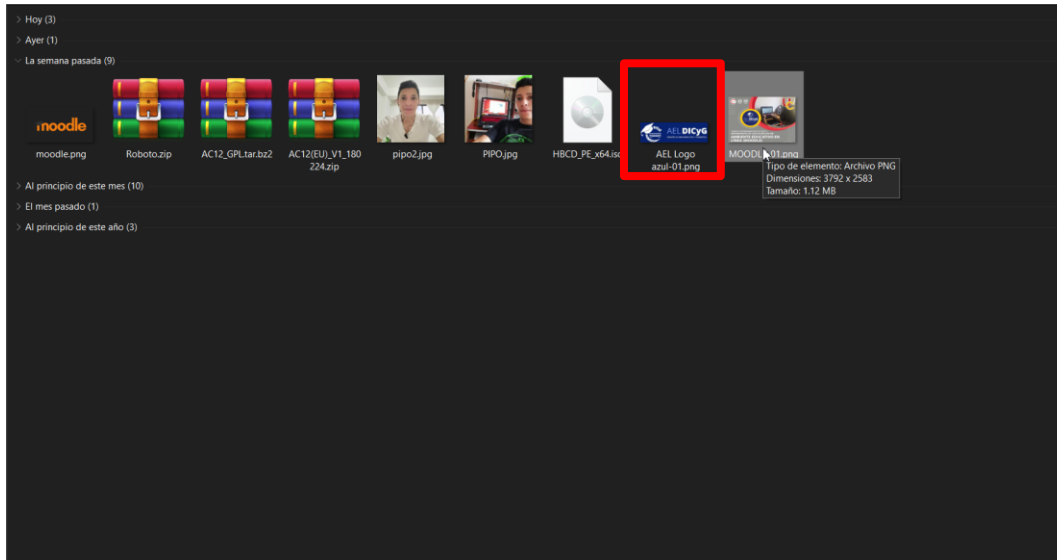 Hoy (3)
Ayer (1)
La semana pasada (9)
moodle
AEL DICyG
moodle.png
Roboto.zip
AC12_GPL.tar.bz2
AC12(EU)_V1_180
224.zip
pipo2.jpg
PIPO.jpg
HBCD_PE_x64.iso
AEL Logo
azul-01.png
MOODLE-01.png
Tipo de elemento: Archivo PNG
Dimensiones: 3792 x 2583
Tamaño: 1.12 MB
Al principio de este mes (10)
El mes pasado (1)
Al principio de este año (3)